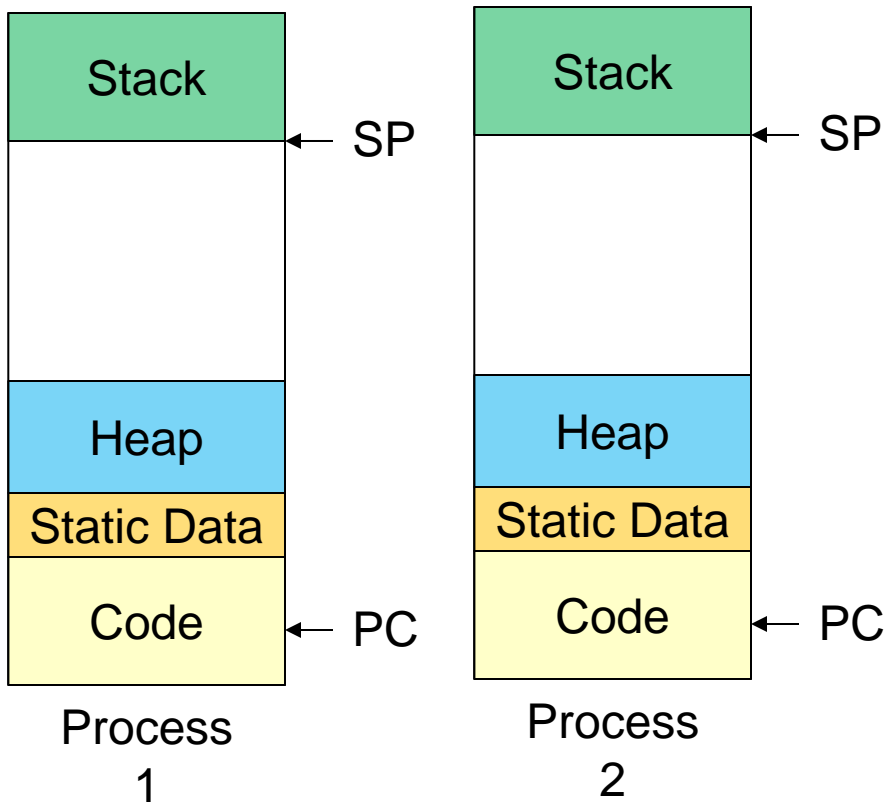 Stack
SP
Heap
Static Data
Code
PC
Process
1
Stack
SP
Heap
Static Data
Code
PC
Process
2